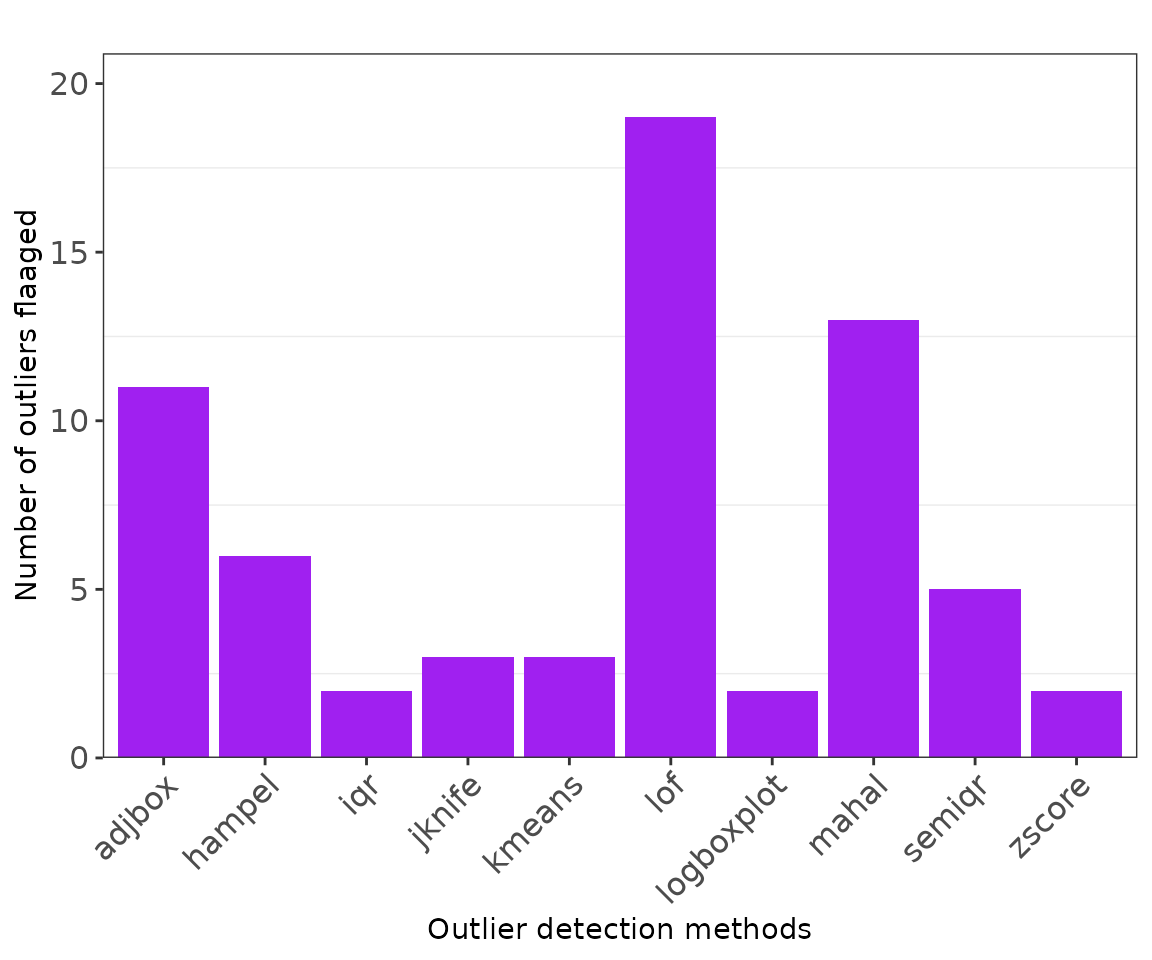 Number of outliers flaaged
20
15
10
5
0
adjbox
hampel
iqr
jknife
kmeans
lof
logboxplot
mahal
semiqr
zscore
Outlier detection methods